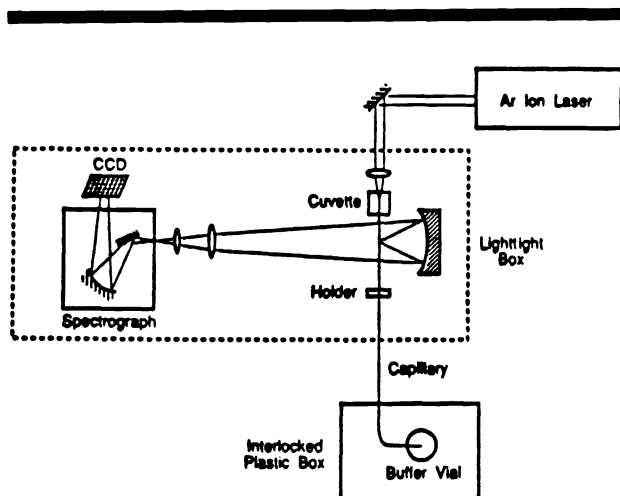 Ar Ion Laser
CCD
Cuvette
Lighttight
Box
Holder
Spectrograph
Capillary
Interlocked
Plastic Box
Buffer Vial